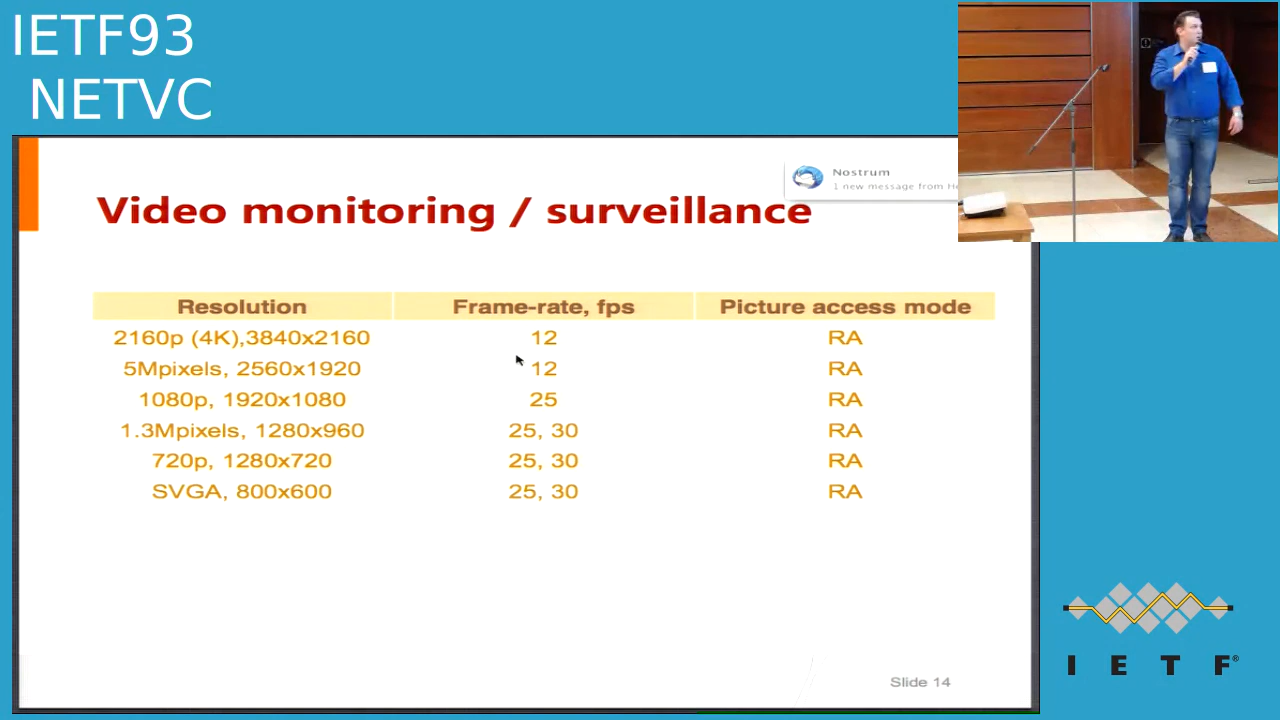 IETF93
NETVC
Nostrum
1 new message from
Video monitoring / surveillance
Resolution Frame-rate, fps Picture access mode
2160p (4K),3840x2160 12 RA
5Mpixels, 2560x1920 12 RA
1080p, 1920x1080 25 RA
1.3Mpixels, 1280x960 25, 30 RA
720p, 1280x720 25, 30 RA
SVGA, 800x600 25, 30 RA
Slide 14
I E T F®